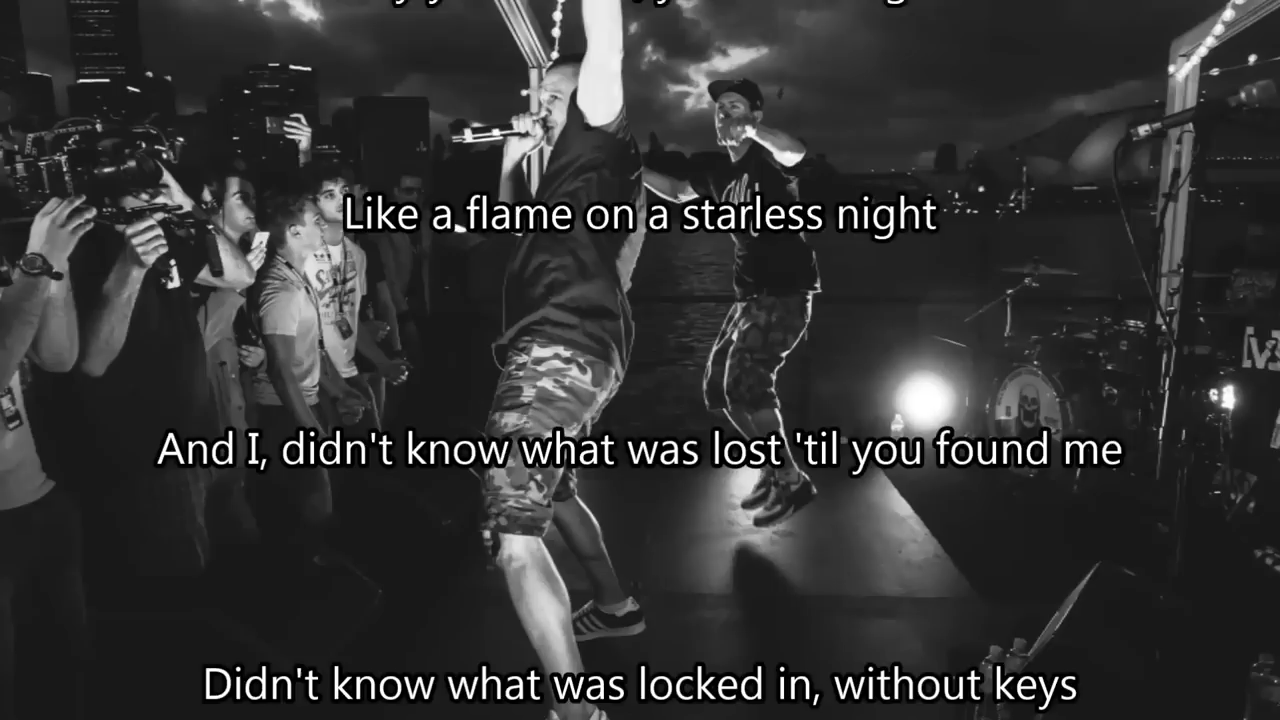 Like a flame on a starless night
And I, didn't know what was lost 'til you found me
Didn't know what was locked in, without keys